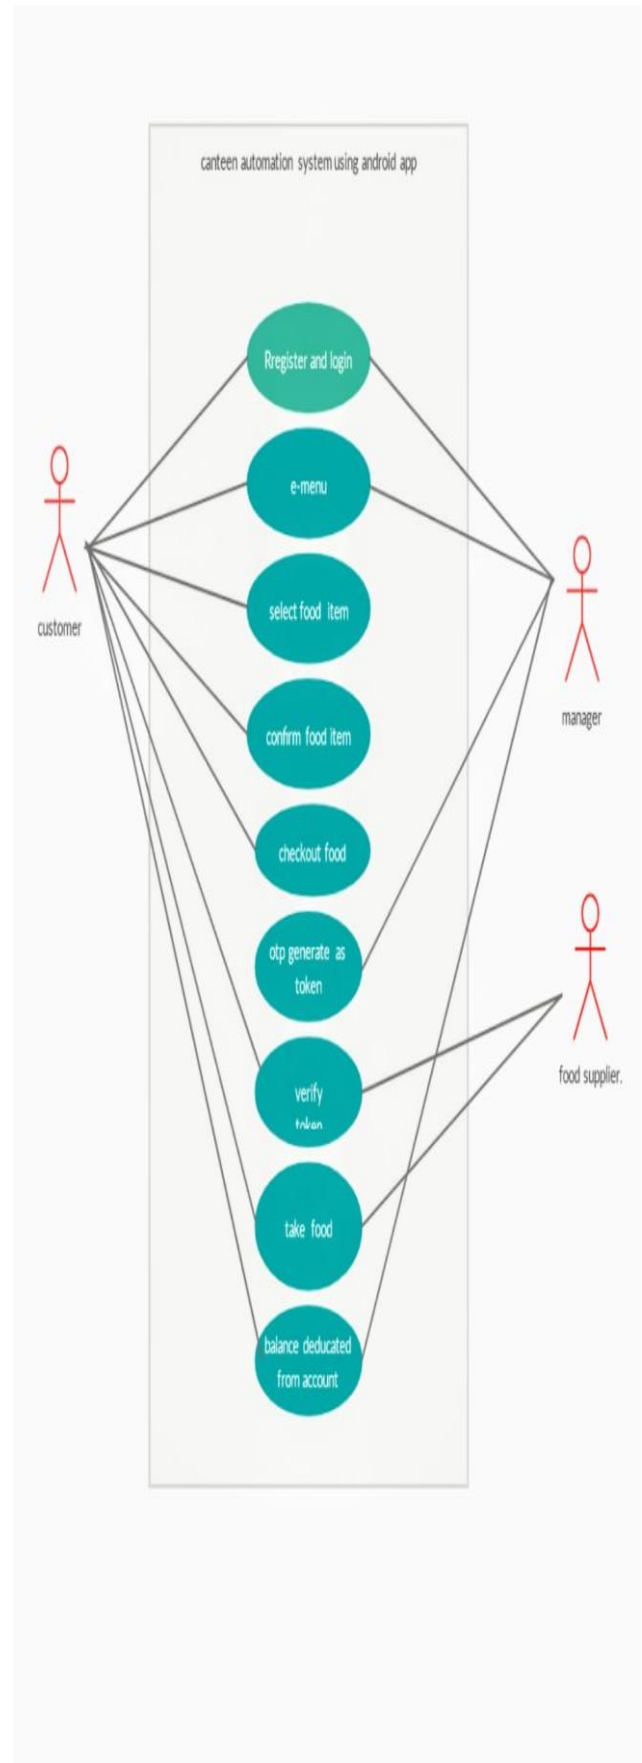 canteen automation system using android app
Rregister and login
e-menu
select food item
customer
confirm food item
manager
checkout food
otp generate as
token
food supplier.
verify
token
take food
balance deducated
from account